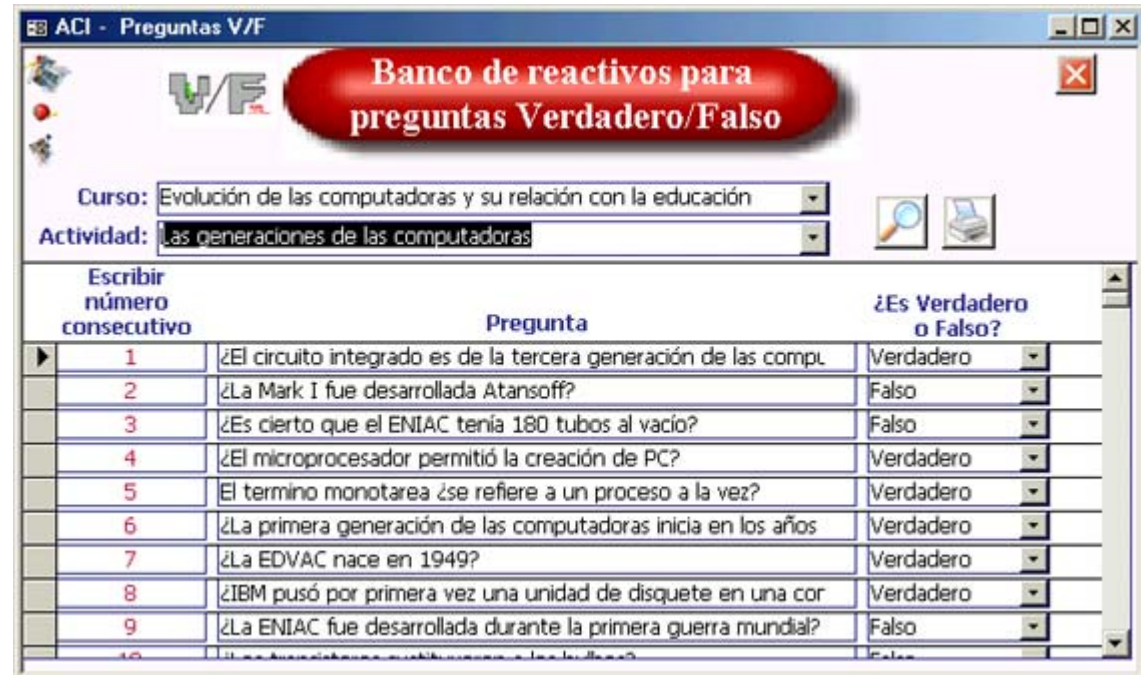 ACI - Preguntas V/F
V/F
Banco de reactivos para
preguntas Verdadero/Falso
Curso: Evolución de las computadoras y su relación con la educación
Actividad: Las generaciones de las computadoras
Escribir
número
consecutivo
Pregunta
¿Es Verdadero
o Falso?
1 ¿El circuito integrado es de la tercera generación de las compu Verdadero
2 ¿La Mark I fue desarrollada Atansoff? Falso
3 ¿Es cierto que el ENIAC tenía 180 tubos al vacío? Falso
4 ¿El microprocesador permitió la creación de PC? Verdadero
5 El termino monotarea ¿se refiere a un proceso a la vez? Verdadero
6 ¿La primera generación de las computadoras inicia en los años Verdadero
7 ¿La EDVAC nace en 1949? Verdadero
8 ¿IBM pusó por primera vez una unidad de disquete en una cor Verdadero
9 ¿La ENIAC fue desarrollada durante la primera guerra mundial? Falso